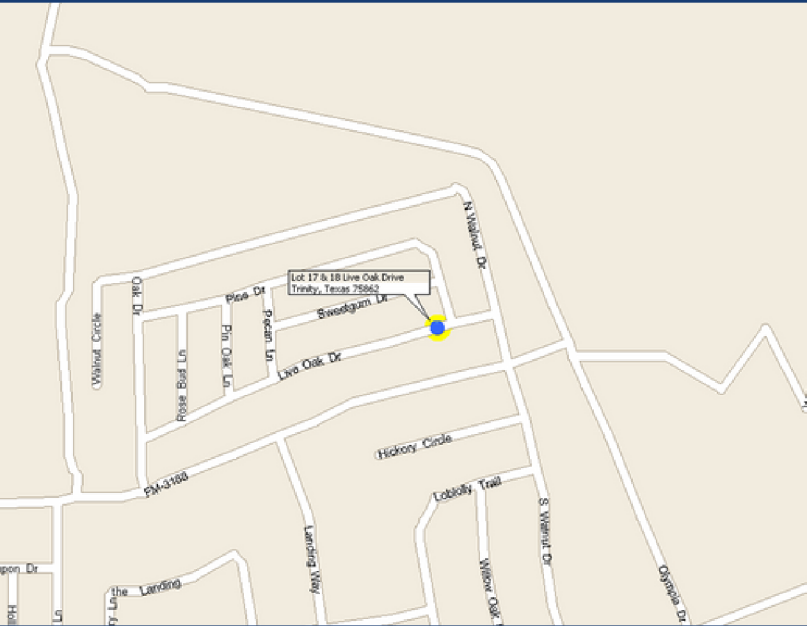 N Walnut Dr
Lot 17 & 18 Live Oak Drive
Trinity, Texas 75862
Oak Dr
Pine Dr
Sweetgum Dr
Walnut Circle
Rose Bud Ln
Pin Oak Ln
Pecan Ln
Live Oak Dr
Hickory Circle
FM-3188
Loblolly Trail
Landing Way
S Walnut Dr
upon Dr
the Landing
Willow Oak
Olympia Dr
Ln